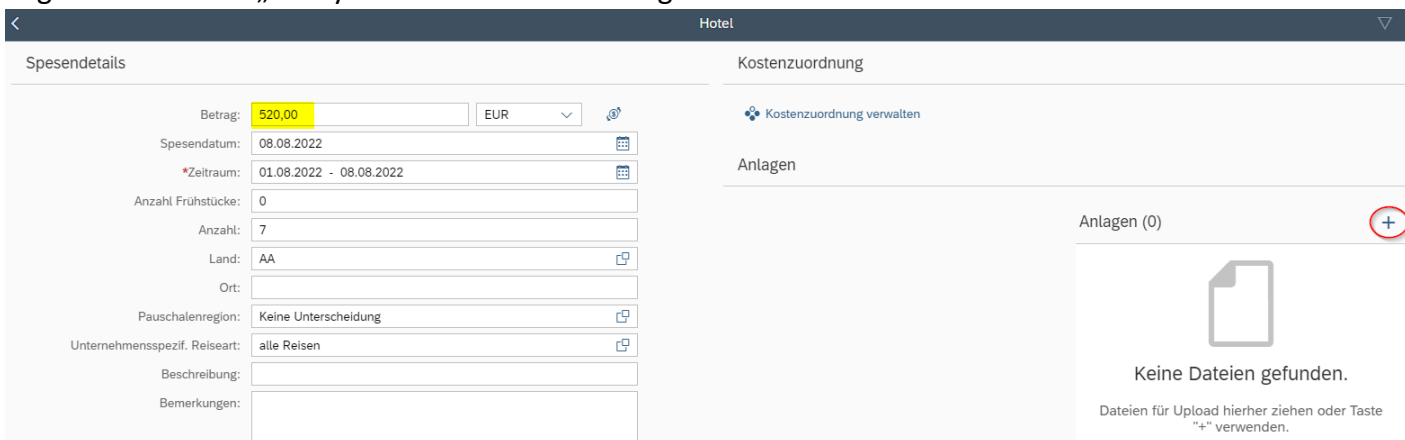 Hotel
Spesendetails
Betrag: 520,00 EUR
Spesendatum: 08.08.2022
*Zeitraum: 01.08.2022 - 08.08.2022
Anzahl Frühstücke: 0
Anzahl: 7
Land: AA
Ort:
Pauschalenregion: Keine Unterscheidung
Unternehmensspezif. Reiseart: alle Reisen
Beschreibung:
Bemerkungen:
Kostenzuordnung
Kostenzuordnung verwalten
Anlagen
Anlagen (0) +
Keine Dateien gefunden.
Dateien für Upload hierher ziehen oder Taste
"+" verwenden.